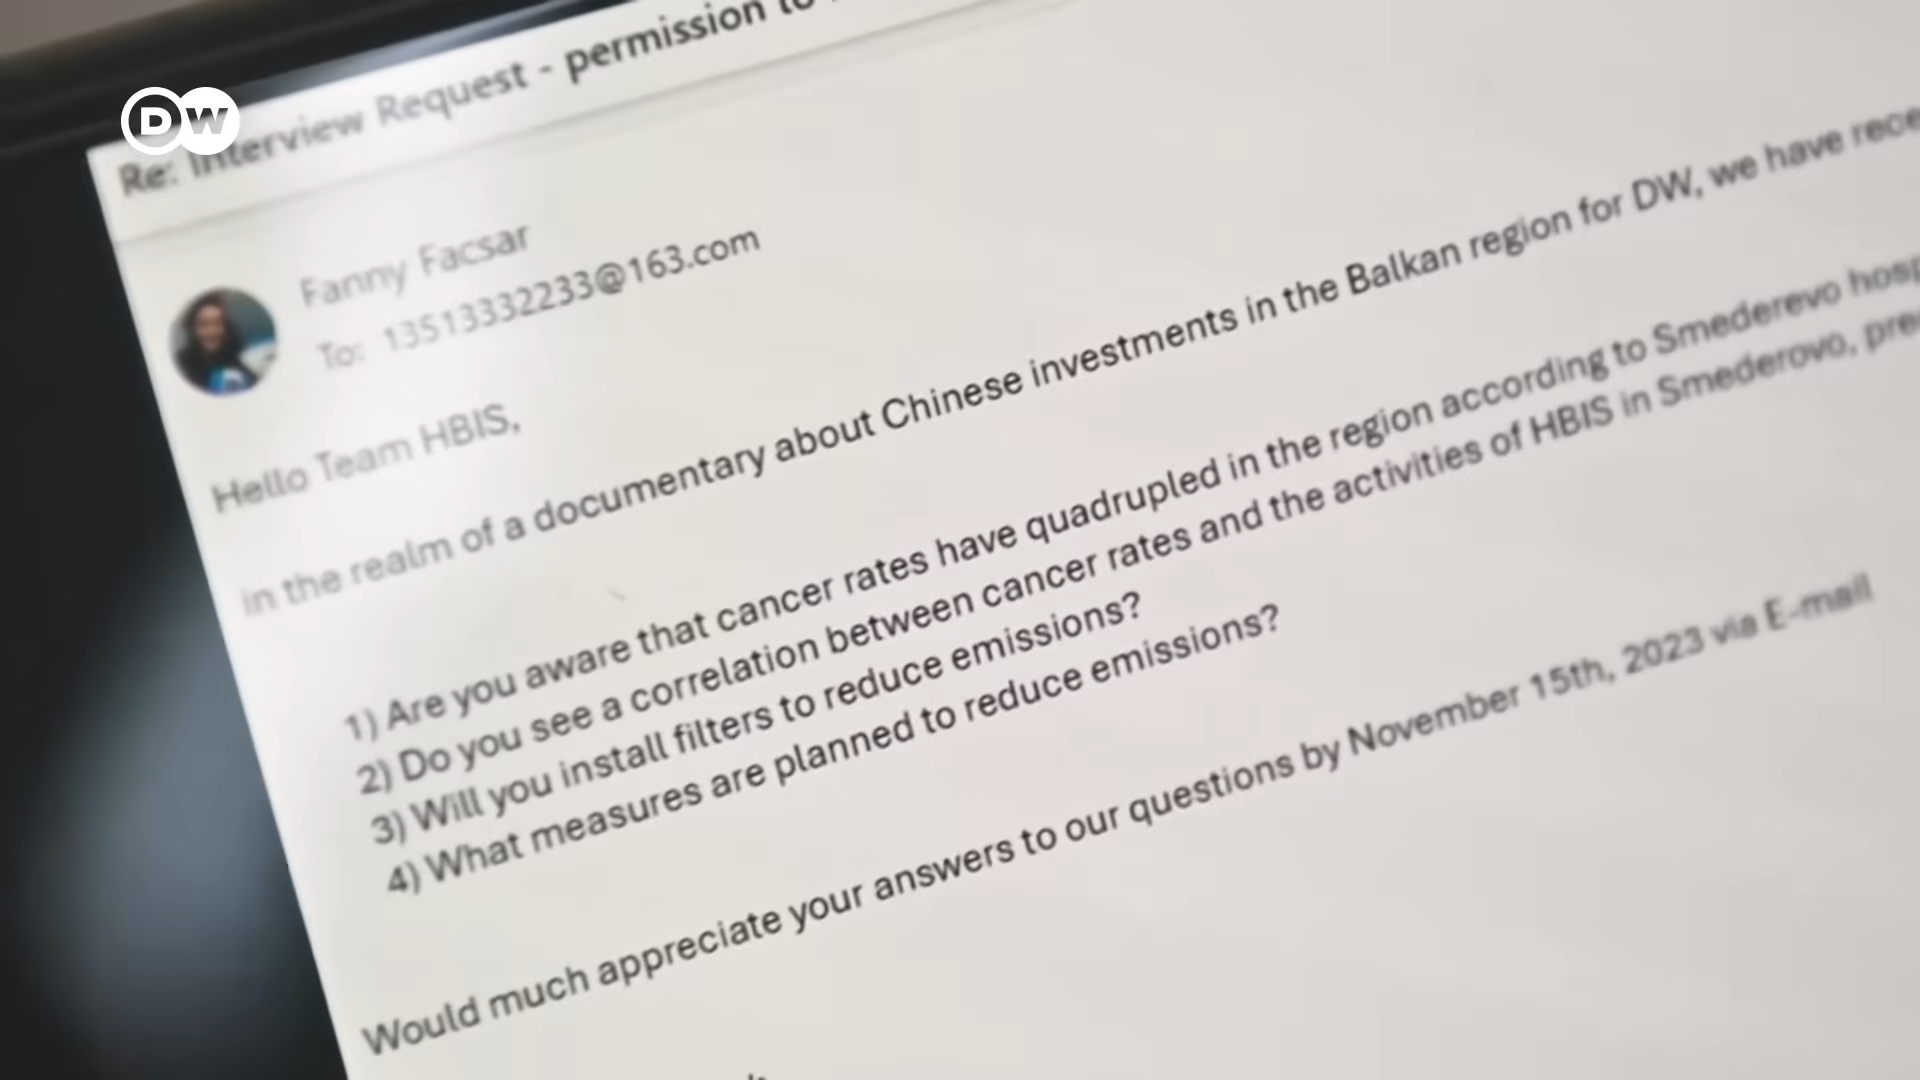 DW
Re: Interview Request - permission to
Fanny Facsar
To: 13513332233@163.com
Hello Team HBIS,
in the realm of a documentary about Chinese investments in the Balkan region for DW, we have
1) Are you aware that cancer rates have quadrupled in the region according to Smederevo
2) Do you see a correlation between cancer rates and the activities of HBIS in Smederovo,
3) Will you install filters to reduce emissions?
4) What measures are planned to reduce emissions?
Would much appreciate your answers to our questions by November 15th, 2023 via E-mail